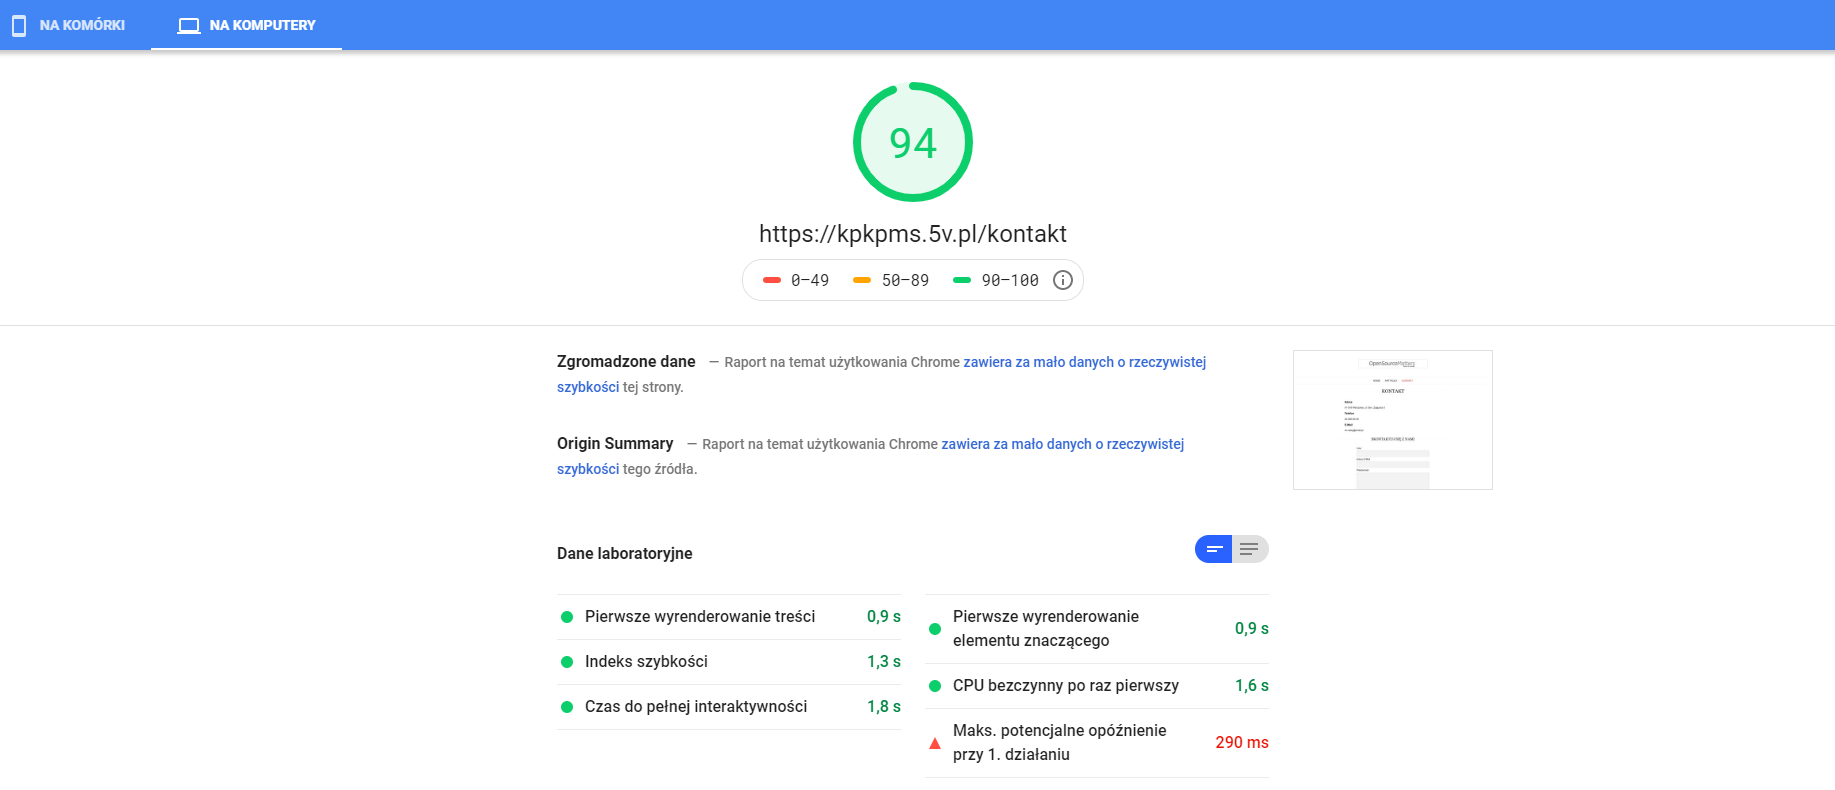 NA KOMÓRKI
NA KOMPUTERY
94
https://kpkpms.5v.pl/kontakt
0–49
50–89
90–100
Zgromadzone dane — Raport na temat użytkowania Chrome zawiera za mało danych o rzeczywistej
szybkości tej strony.
OpenSourceMatters
KONTAKT
Origin Summary — Raport na temat użytkowania Chrome zawiera za mało danych o rzeczywistej
szybkości tego źródła.
Dane laboratoryjne
Pierwsze wyrenderowanie treści 0,9 s
Indeks szybkości 1,3 s
Czas do pełnej interaktywności 1,8 s
Pierwsze wyrenderowanie
elementu znaczącego 0,9 s
CPU bezczynny po raz pierwszy 1,6 s
Maks. potencjalne opóźnienie
przy 1. działaniu 290 ms